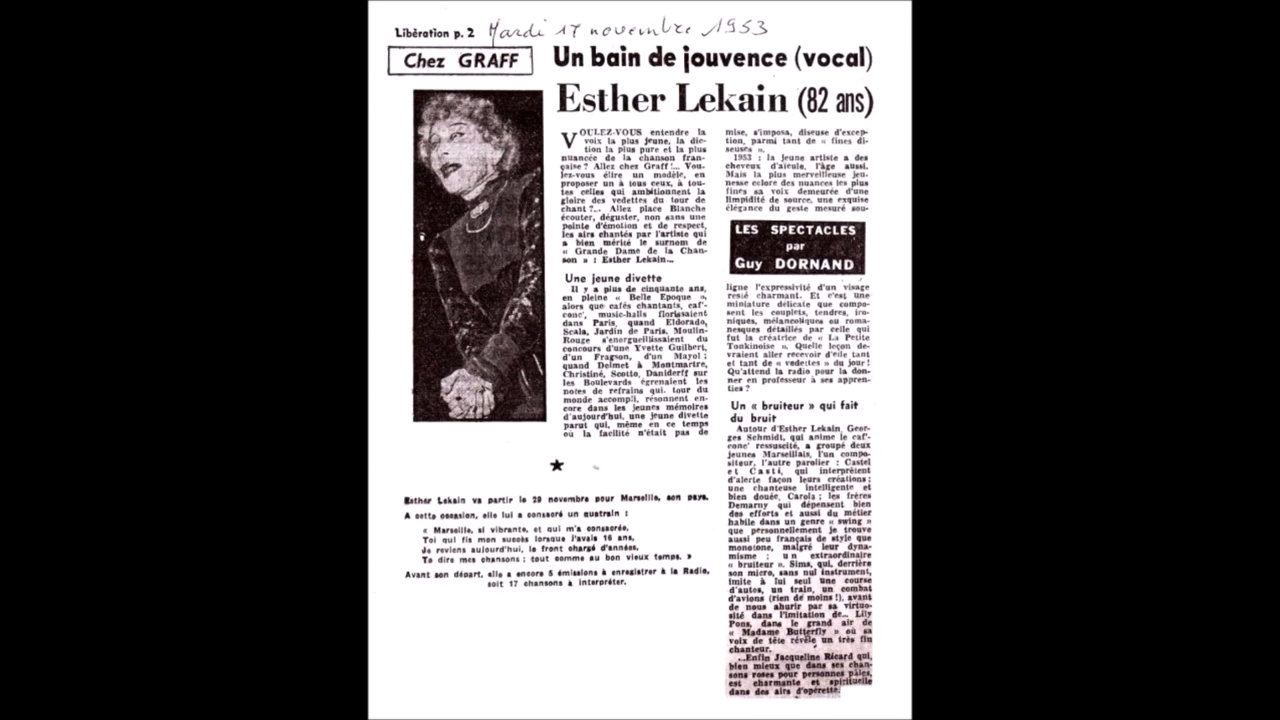 Libération p. 2 Mardi 17 novembre 1953
Chez GRAFF
Un bain de jouvence (vocal)
Esther Lekain (82 ans)
VOULEZ-VOUS entendre la
voix la plus jeune, la dic-
tion la plus pure et la plus
nuancée de la chanson fran-
çaise ? Allez chez Graff !... Vou-
lez-vous élire un modèle, en
proposer un à tous ceux, à tou-
tes celles qui ambitionnent la
gloire des vedettes du tour de
chant ?... Allez place Blanche
écouter, déguster, non sans une
pointe d'émotion et de respect,
les airs chantés par l'artiste qui
a bien mérité le surnom de
« Grande Dame de la Chan-
son » : Esther Lekain...
Une jeune divette
Il y a plus de cinquante ans,
en pleine « Belle Epoque »,
alors que cafés chantants, caf'-
conc', music-halls florissaient
dans Paris, quand Eldorado,
Scala, Jardin de Paris, Moulin-
Rouge s'enorgueillissaient du
concours d'une Yvette Guilbert,
d'un Fragson, d'un Mayol ;
quand Delmet à Montmartre,
Christiné, Scotto, Daniderff sur
les Boulevards égrenaient les
notes de refrains qui, tour du
monde accompli, résonnent en-
core dans les jeunes mémoires
d'aujourd'hui, une jeune divette
parut qui, même en ce temps
où la facilité n'était pas de
mise, s'imposa, diseuse d'excep-
tion, parmi tant de « fines di-
seuses ».
1953 : la jeune artiste a des
cheveux d'aïeule, l'âge aussi.
Mais la plus merveilleuse jeu-
nesse colore des nuances les plus
fines sa voix demeurée d'une
limpidité de source, une exquise
élégance du geste mesuré sou-
LES SPECTACLES
par
Guy DORNAND
ligne l'expressivité d'un visage
resté charmant. Et c'est une
miniature délicate que compo-
sent les couplets, tendres, iro-
niques, mélancoliques ou roma-
nesques détaillés par celle qui
fut la créatrice de « La Petite
Tonkinoise ». Quelle leçon de-
vraient aller recevoir d'elle tant
et tant de « vedettes » du jour !
Qu'attend la radio pour la don-
ner en professeur à ses appren-
ties ?
Un « bruiteur » qui fait
du bruit
Autour d'Esther Lekain, Geor-
ges Schmidt, qui anime le caf'-
conc' ressuscité, a groupé deux
jeunes Marseillais, l'un compo-
siteur, l'autre parolier : Castel
et Casti, qui interprètent
d'alerte façon leurs créations ;
une chanteuse intelligente et
bien douée, Carola ; les frères
Demarny qui dépensent bien
des efforts et aussi du métier
habile dans un genre « swing »
que personnellement je trouve
aussi peu français de style que
monotone, malgré leur dyna-
misme ; un extraordinaire
« bruiteur », Sims, qui, derrière
son micro, sans nul instrument,
imite à lui seul une course
d'autos, un train, un combat
d'avions (rien de moins !), avant
de nous ahurir par sa virtuo-
sité dans l'imitation de... Lily
Pons, dans le grand air de
« Madame Butterfly » où sa
voix de tête révèle un très fin
chanteur.
...Enfin Jacqueline Ricard qui,
bien mieux que dans ses chan-
sons roses pour personnes pâles,
est charmante et spirituelle
dans des airs d'opérette.
Esther Lekain va partir le 29 novembre pour Marseille, son pays.
A cette occasion, elle lui a consacré un quatrain :
« Marseille, si vibrante, et qui m'a consacrée,
Toi qui fis mon succès lorsque j'avais 16 ans,
Je reviens aujourd'hui, le front chargé d'années,
Te dire mes chansons ; tout comme au bon vieux temps. »
Avant son départ, elle a encore 5 émissions à enregistrer à la Radio,
soit 17 chansons à interpréter.